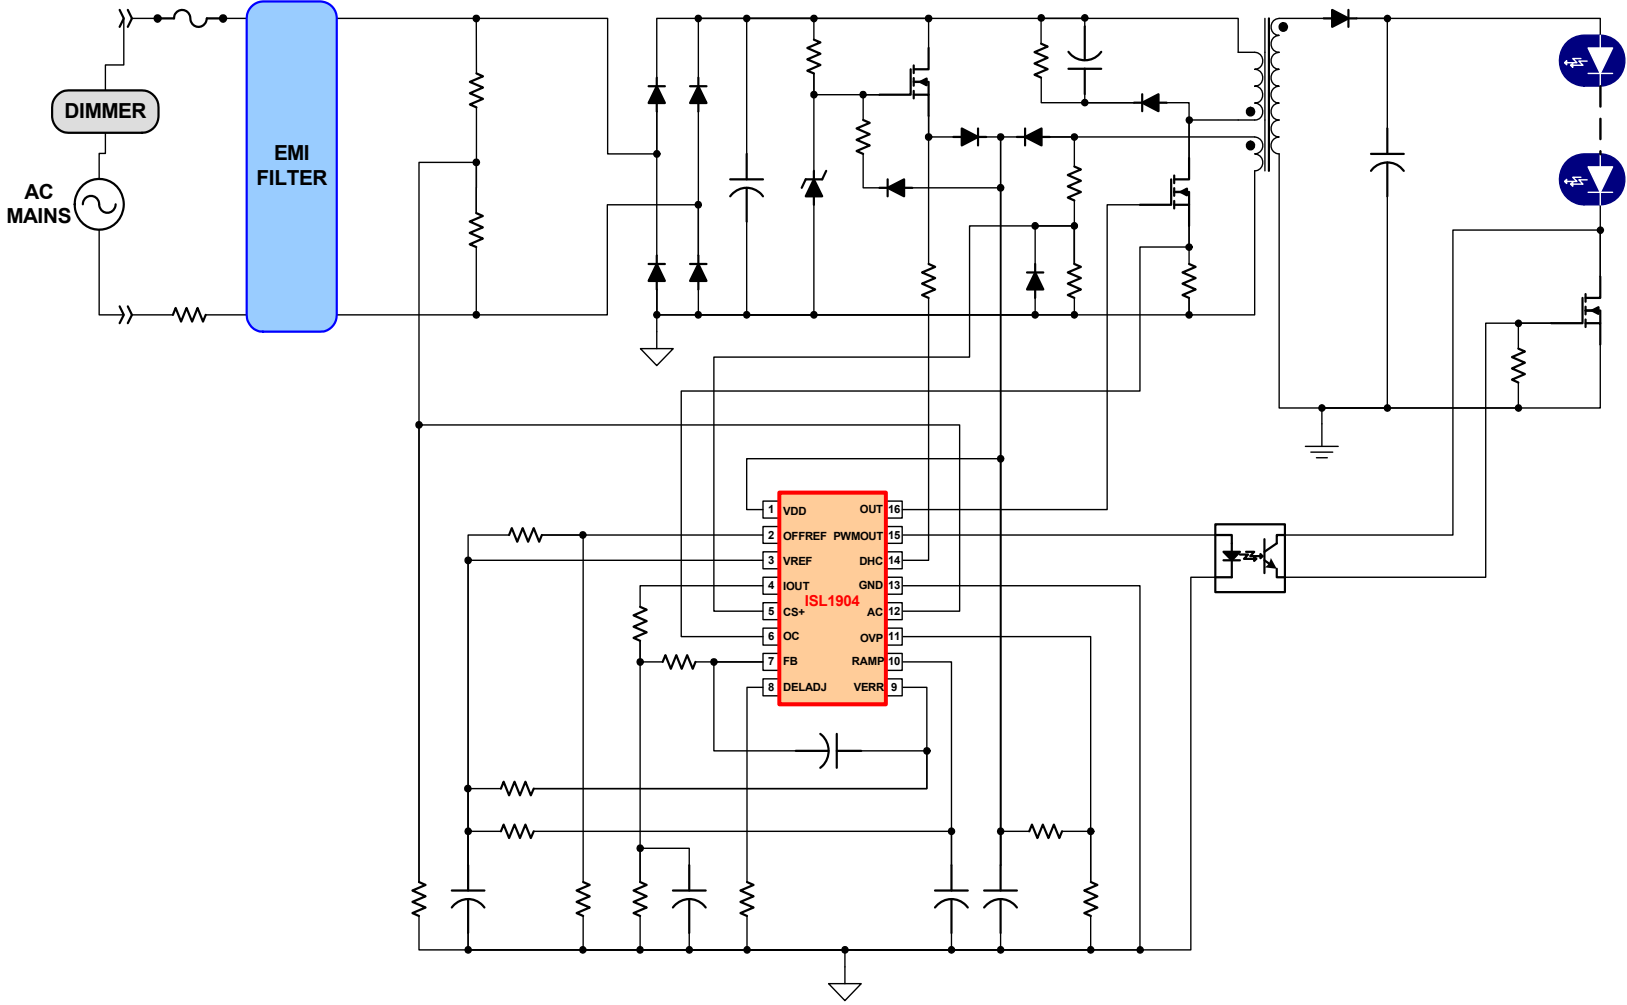 DIMMER
AC
MAINS
EMI
FILTER
1 VDD
2 OFFREF
3 VREF
4 IOUT
5 CS+
6 OC
7 FB
8 DELADJ
ISL1904
OUT 16
PWMOUT 15
DHC 14
GND 13
AC 12
OVP 11
RAMP 10
VERR 9